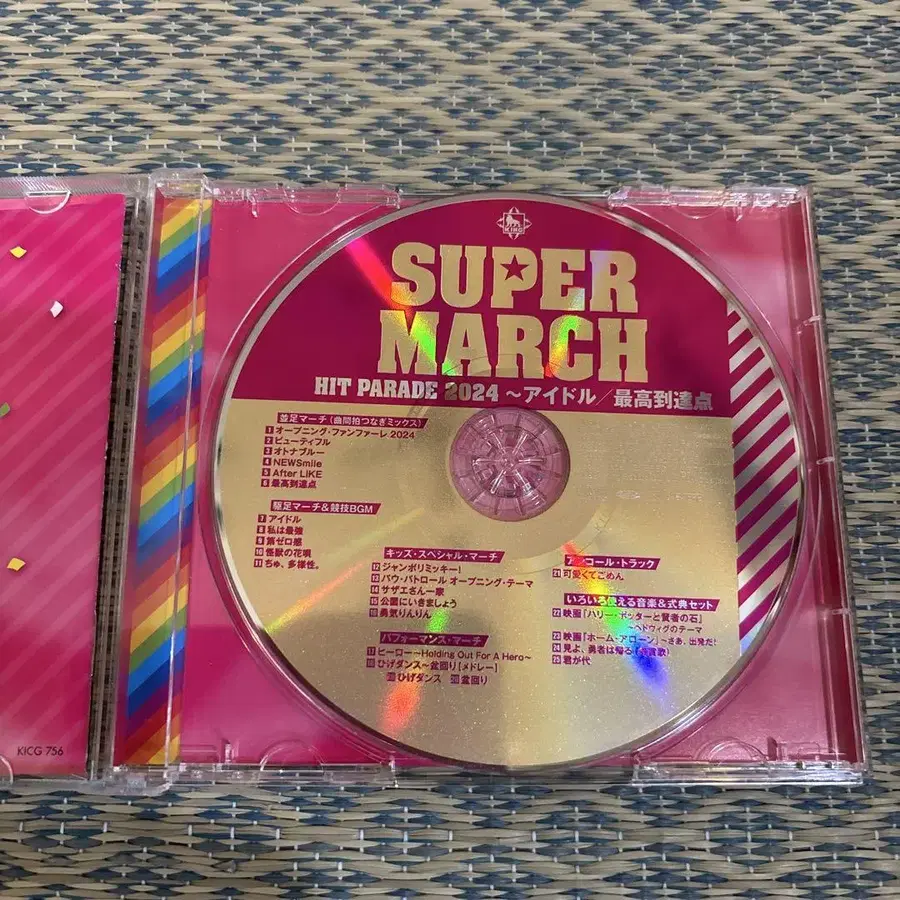 KING
SUPER
MARCH
HIT PARADE 2024 ～アイドル／最高到達点
並足マーチ（曲間拍つなぎミックス）
1 オープニング・ファンファーレ 2024
2 ビューティフル
3 オトナブルー
4 NEWSmile
5 After LIKE
6 最高到達点
駆足マーチ＆競技BGM
7 アイドル
8 私は最強
9 第ゼロ感
10 怪獣の花唄
11 ちゅ、多様性。
キッズ・スペシャル・マーチ
12 ジャンボリミッキー！
13 パウ・パトロール オープニング・テーマ
14 サザエさん一家
15 公園にいきましょう
16 勇気りんりん
パフォーマンス・マーチ
17 ヒーロー～Holding Out For A Hero～
18 ひげダンス～盆回り［メドレー］
19 ひげダンス 20 盆回り
アンコール・トラック
21 可愛くてごめん
いろいろ使える音楽＆式典セット
22 映画「ハリー・ポッターと賢者の石」
～ヘドウィグのテーマ
23 映画「ホーム・アローン」～さあ、出発だ！
24 見よ、勇者は帰る（得賞歌）
25 君が代
KICG 756